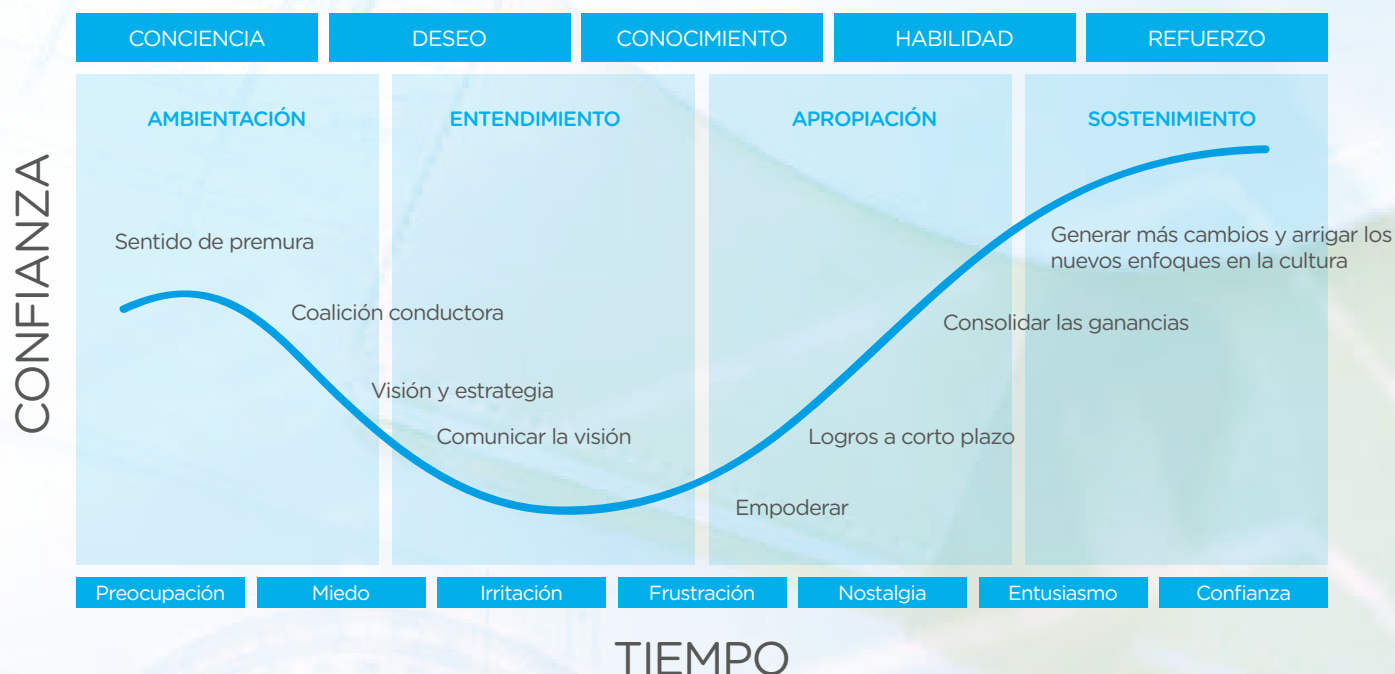 CONCIENCIA
DESEO
CONOCIMIENTO
HABILIDAD
REFUERZO
AMBIENTACIÓN
ENTENDIMIENTO
APROPIACIÓN
SOSTENIMIENTO
CONFIANZA
Sentido de premura
Coalición conductora
Visión y estrategia
Comunicar la visión
Empoderar
Logros a corto plazo
Consolidar las ganancias
Generar más cambios y arrigar los
nuevos enfoques en la cultura
Preocupación
Miedo
Irritación
Frustración
Nostalgia
Entusiasmo
Confianza
TIEMPO